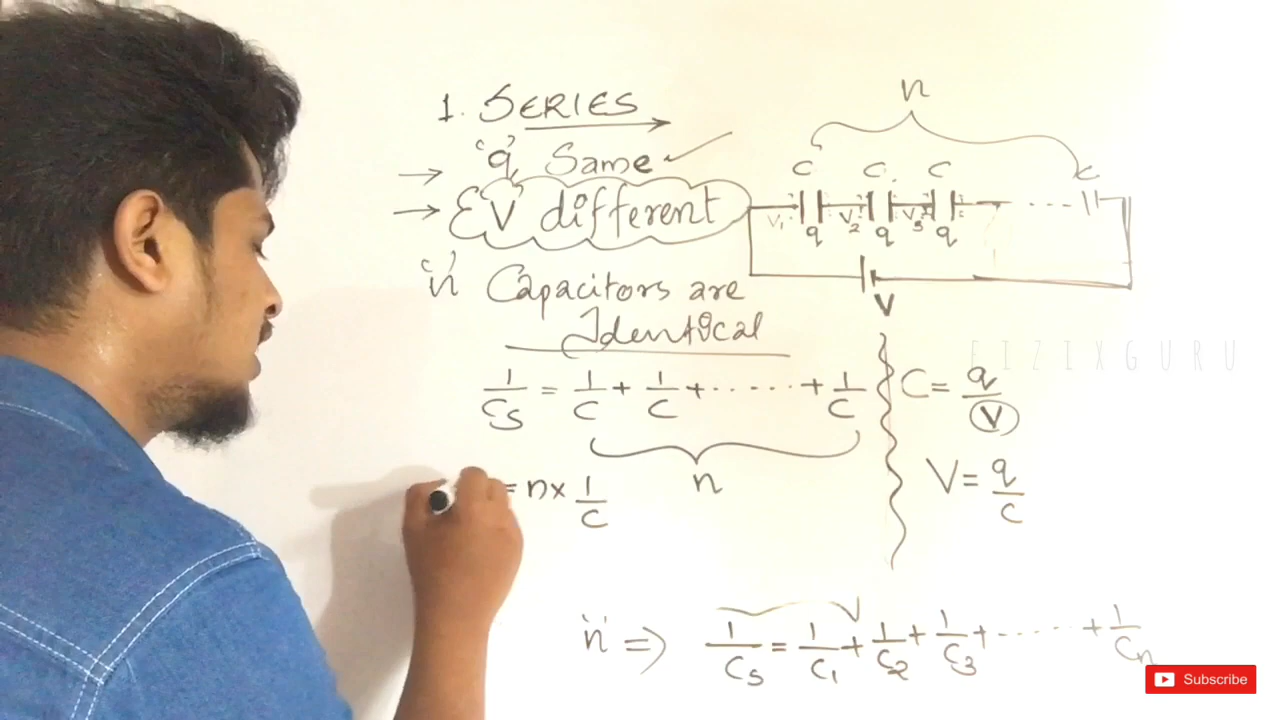 1. SERIES
→ 'q' Same ✓
→ 'V' different
'n' Capacitors are
Identical
1/Cs = 1/C + 1/C + ...... + 1/C
n
= n × 1/C
n
C C C C
V1 V2 V3
q q q
V
C = q/V
V = q/C
FIZIXGURU
'n' ⇒ 1/Cs = 1/C1 + 1/C2 + 1/C3 + ...... + 1/Cn
Subscribe